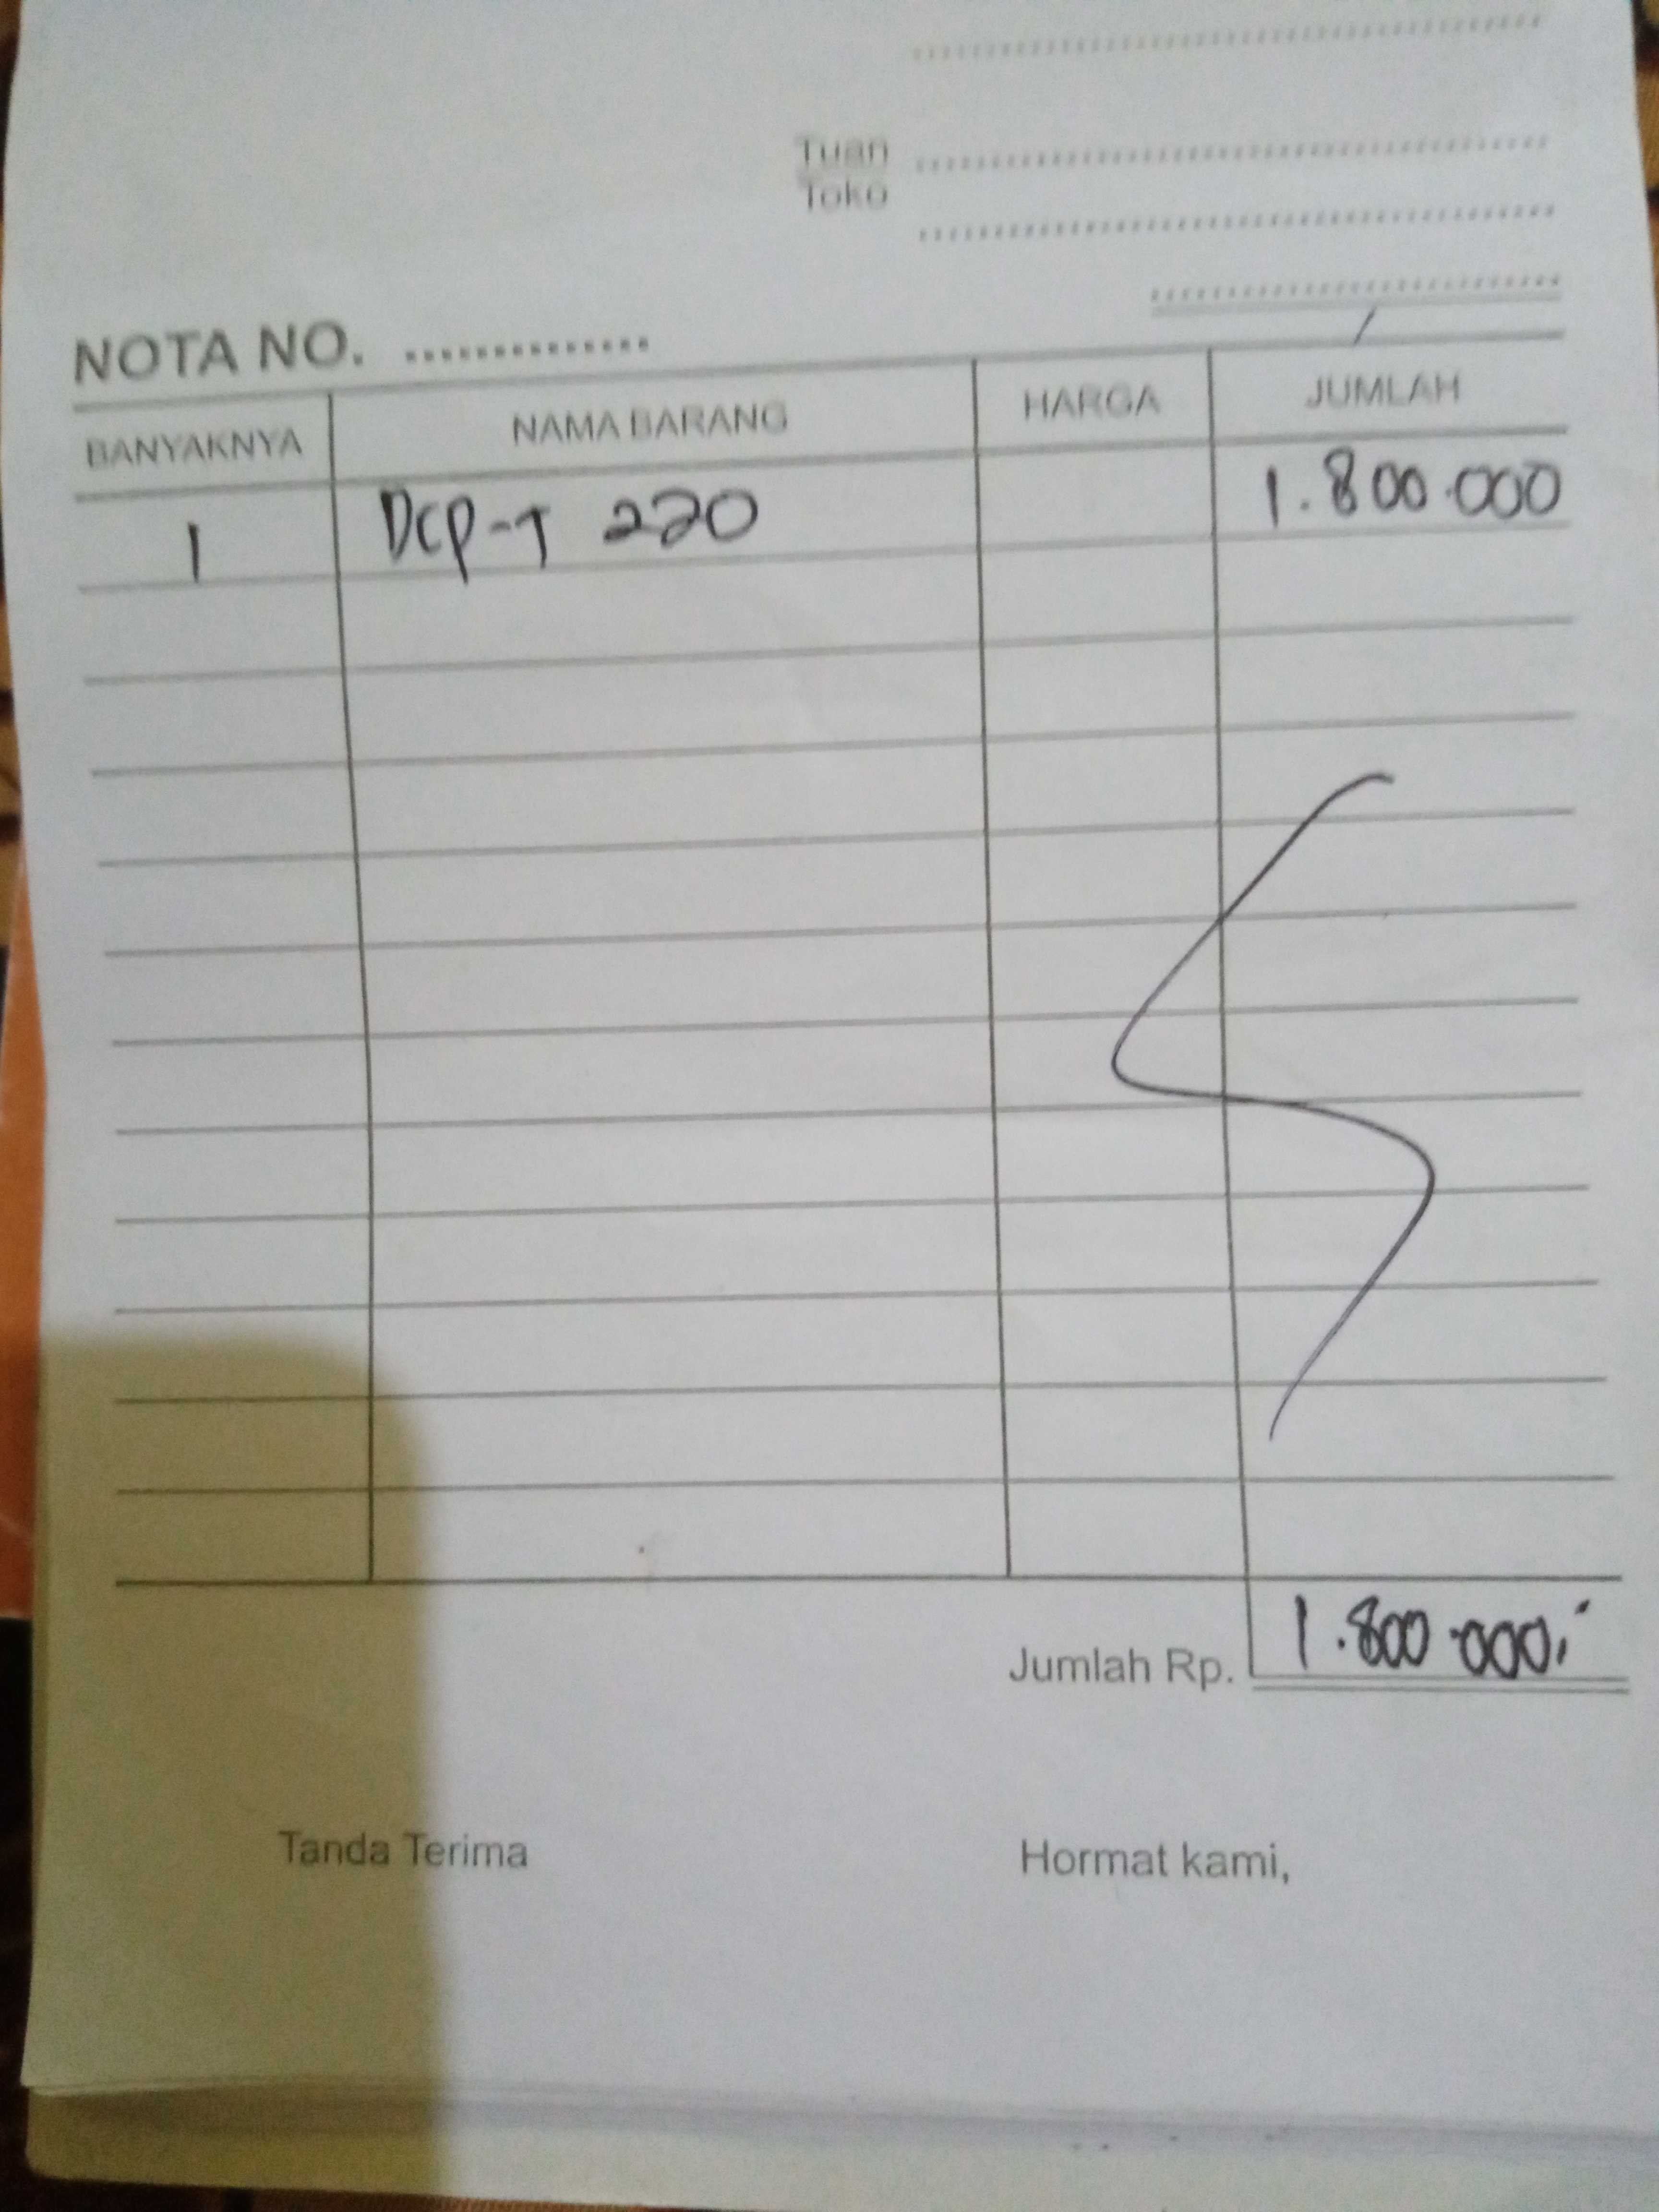 Tuan
Toko
NOTA NO. ..............
BANYAKNYA NAMA BARANG HARGA JUMLAH
1 DCP-T 220 1.800.000
Jumlah Rp. 1.800.000,-
Tanda Terima Hormat kami,